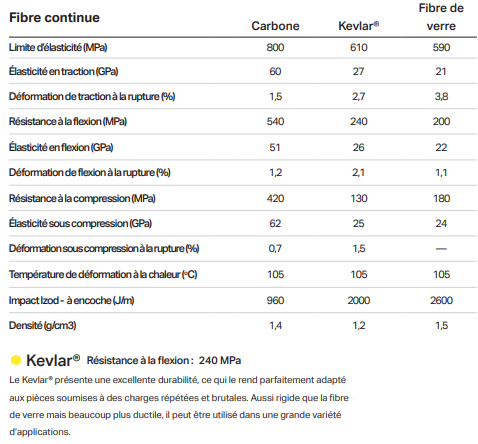 Fibre continue Carbone Kevlar® Fibre de verre
Limite d'élasticité (MPa) 800 610 590
Élasticité en traction (GPa) 60 27 21
Déformation de traction à la rupture (%) 1,5 2,7 3,8
Résistance à la flexion (MPa) 540 240 200
Élasticité en flexion (GPa) 51 26 22
Déformation de flexion à la rupture (%) 1,2 2,1 1,1
Résistance à la compression (MPa) 420 130 180
Élasticité sous compression (GPa) 62 25 24
Déformation sous compression à la rupture (%) 0,7 1,5 —
Température de déformation à la chaleur (°C) 105 105 105
Impact Izod - à encoche (J/m) 960 2000 2600
Densité (g/cm3) 1,4 1,2 1,5
Kevlar® Résistance à la flexion : 240 MPa
Le Kevlar® présente une excellente durabilité, ce qui le rend parfaitement adapté
aux pièces soumises à des charges répétées et brutales. Aussi rigide que la fibre
de verre mais beaucoup plus ductile, il peut être utilisé dans une grande variété
d'applications.